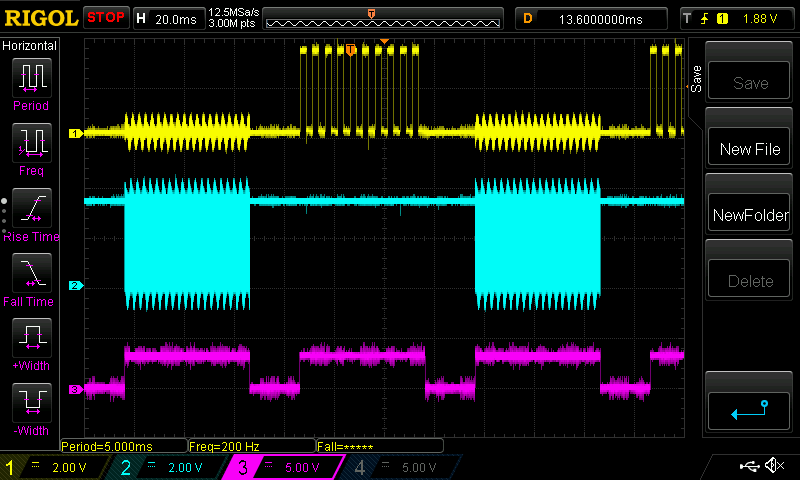 RIGOL STOP H 20.0ms 12.5MSa/s 3.00M pts T D 13.6000000ms T 1 1.88 V
Horizontal
Period
Freq
Rise Time
Fall Time
+Width
-Width
T
1
2
3
Save
Save
New File
NewFolder
Delete
Period=5.000ms Freq=200 Hz Fall=*****
1 2.00 V 2 2.00 V 3 5.00 V 4 5.00 V